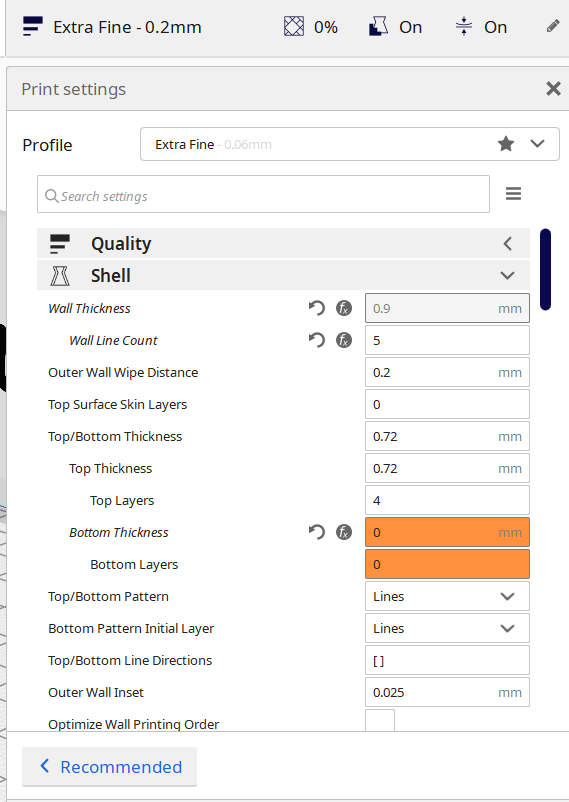 Extra Fine - 0.2mm 0% On On
Print settings
Profile Extra Fine - 0.06mm
Search settings
Quality
Shell
Wall Thickness 0.9 mm
Wall Line Count 5
Outer Wall Wipe Distance 0.2 mm
Top Surface Skin Layers 0
Top/Bottom Thickness 0.72 mm
Top Thickness 0.72 mm
Top Layers 4
Bottom Thickness 0 mm
Bottom Layers 0
Top/Bottom Pattern Lines
Bottom Pattern Initial Layer Lines
Top/Bottom Line Directions [ ]
Outer Wall Inset 0.025 mm
Optimize Wall Printing Order
Recommended